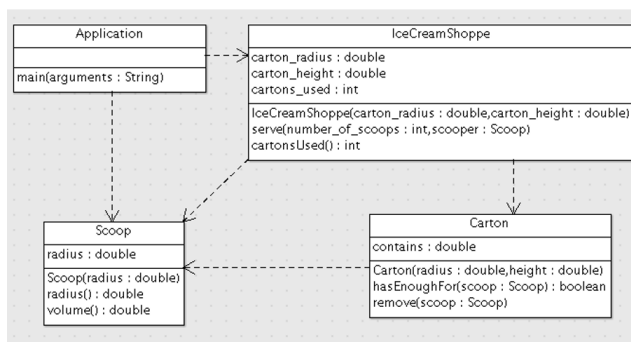 Application
main(arguments : String)
IceCreamShoppe
carton_radius : double
carton_height : double
cartons_used : int
IceCreamShoppe(carton_radius : double,carton_height : double)
serve(number_of_scoops : int,scooper : Scoop)
cartonsUsed() : int
Scoop
radius : double
Scoop(radius : double)
radius() : double
volume() : double
Carton
contains : double
Carton(radius : double,height : double)
hasEnoughFor(scoop : Scoop) : boolean
remove(scoop : Scoop)